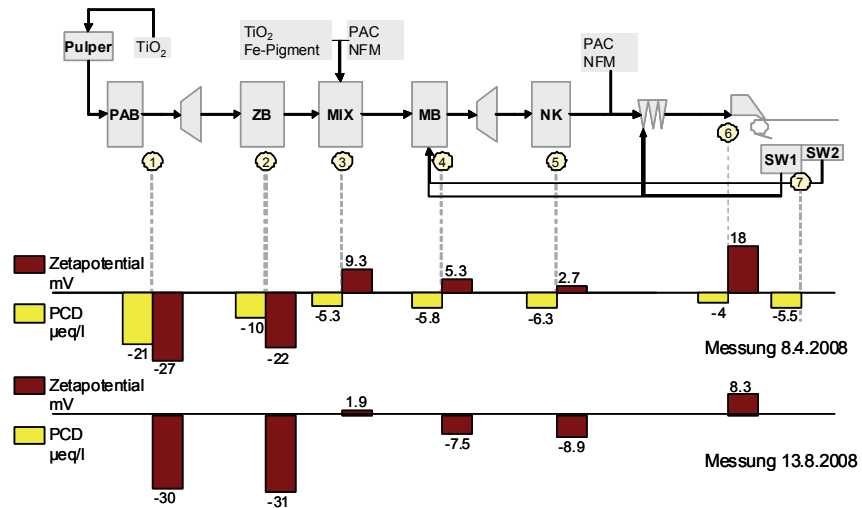 Pulper
TiO2
TiO2
Fe-Pigment
PAC
NFM
PAC
NFM
PAB
ZB
MIX
MB
NK
SW1
SW2
1
2
3
4
5
6
7
Zetapotential
mV
PCD
µeq/l
-21
-27
-10
-22
-5.3
9.3
-5.8
5.3
-6.3
2.7
-4
18
-5.5
Messung 8.4.2008
Zetapotential
mV
PCD
µeq/l
-30
-31
1.9
-7.5
-8.9
8.3
Messung 13.8.2008